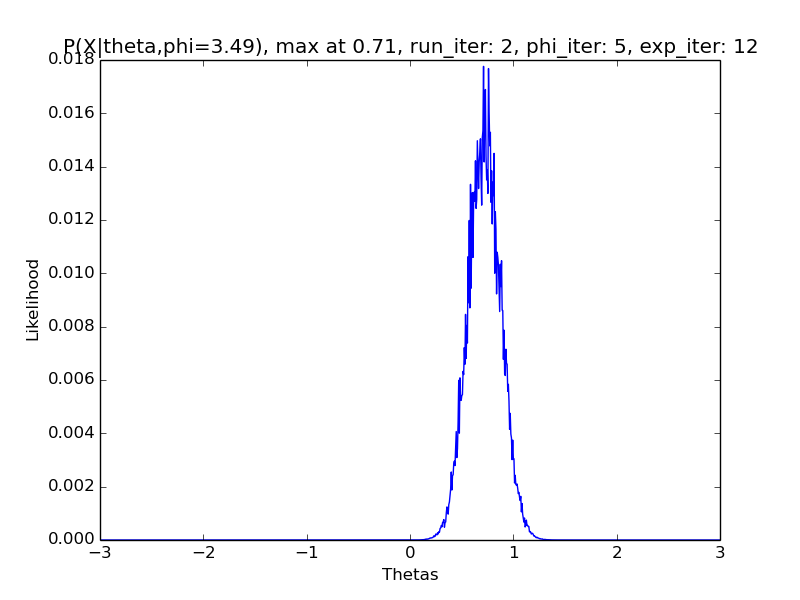 P(X|theta,phi=3.49), max at 0.71, run_iter: 2, phi_iter: 5, exp_iter: 12
0.018
0.016
0.014
0.012
0.010
0.008
0.006
0.004
0.002
0.000
Likelihood
−3 −2 −1 0 1 2 3
Thetas